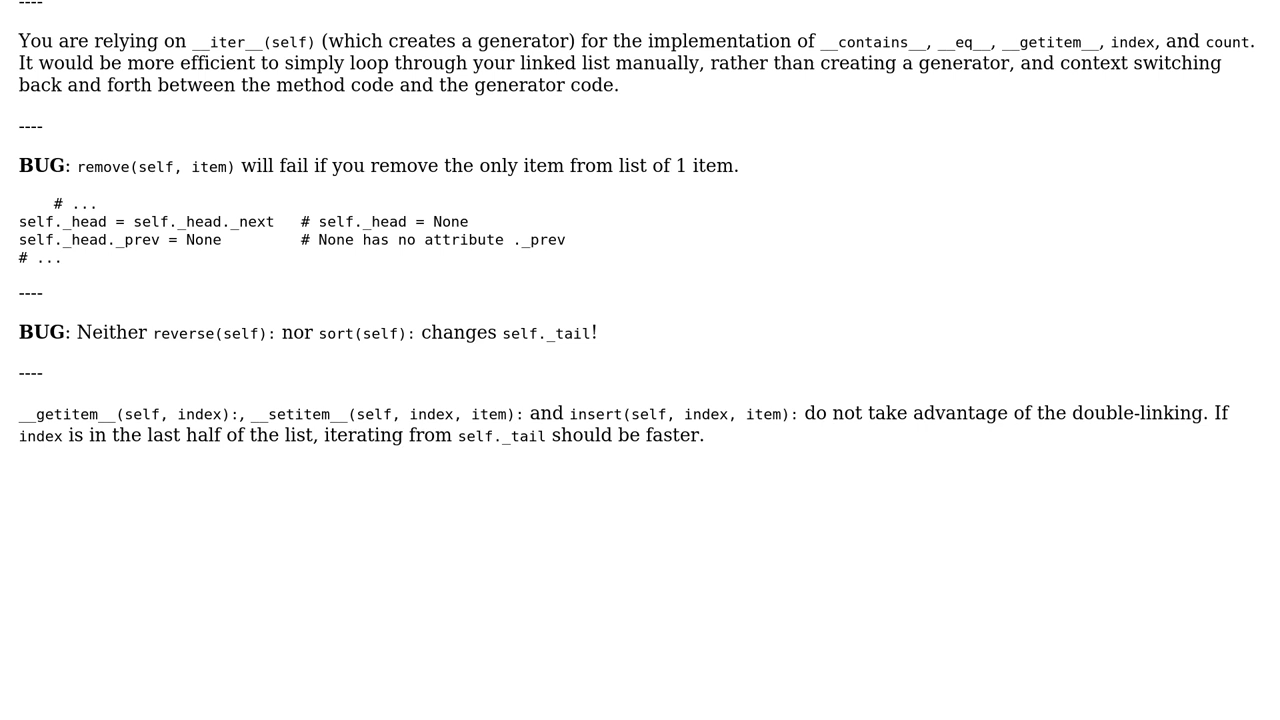 ----
You are relying on __iter__(self) (which creates a generator) for the implementation of __contains__, __eq__, __getitem__, index, and count.
It would be more efficient to simply loop through your linked list manually, rather than creating a generator, and context switching
back and forth between the method code and the generator code.
----
BUG: remove(self, item) will fail if you remove the only item from list of 1 item.
    # ...
self._head = self._head._next   # self._head = None
self._head._prev = None         # None has no attribute ._prev
# ...
----
BUG: Neither reverse(self): nor sort(self): changes self._tail!
----
__getitem__(self, index):, __setitem__(self, index, item): and insert(self, index, item): do not take advantage of the double-linking. If
index is in the last half of the list, iterating from self._tail should be faster.